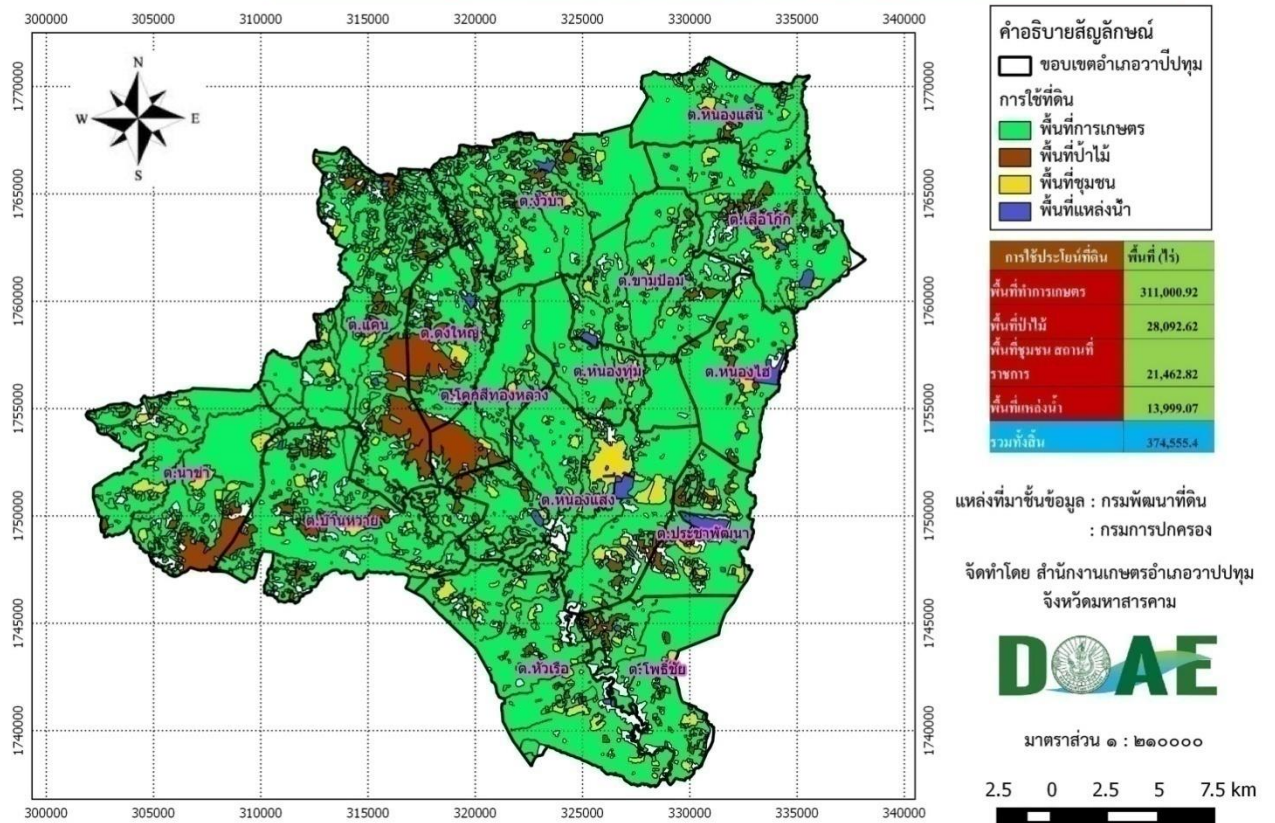 300000 305000 310000 315000 320000 325000 330000 335000 340000
1770000 1770000
1765000 1765000
1760000 1760000
1755000 1755000
1750000 1750000
1745000 1745000
1740000 1740000
N
W E
S
ต.หนองแสน
ต.งัวบา
ต.เสือโก้ก
ต.ขามป้อม
ต.แคน
ต.ดงใหญ่
ต.หนองทุ่ม
ต.หนองไฮ
ต.โคกสีทองหลาง
ต.นาข่า
ต.หนองแสง
ต.บ้านหวาย
ต.ประชาพัฒนา
ต.หัวเรือ
ต.โพธิ์ชัย
300000 305000 310000 315000 320000 325000 330000 335000 340000
คำอธิบายสัญลักษณ์
ขอบเขตอำเภอวาปีปทุม
การใช้ที่ดิน
พื้นที่การเกษตร
พื้นที่ป่าไม้
พื้นที่ชุมชน
พื้นที่แหล่งน้ำ
การใช้ประโยน์ที่ดิน พื้นที่ (ไร่)
พื้นที่ทำการเกษตร 311,000.92
พื้นที่ป่าไม้ 28,092.62
พื้นที่ชุมชน สถานที่
ราชการ 21,462.82
พื้นที่แหล่งน้ำ 13,999.07
รวมทั้งสิ้น 374,555.4
แหล่งที่มาชั้นข้อมูล : กรมพัฒนาที่ดิน
: กรมการปกครอง
จัดทำโดย สำนักงานเกษตรอำเภอวาปปทุม
จังหวัดมหาสารคาม
DOAE
มาตราส่วน ๑ : ๒๑๐๐๐๐
2.5 0 2.5 5 7.5 km